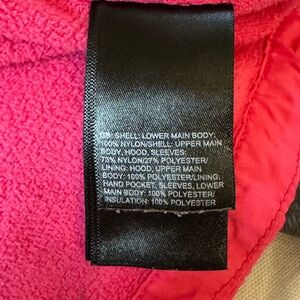 GB: SHELL: LOWER MAIN BODY:
100% NYLON/SHELL: UPPER MAIN
BODY, HOOD, SLEEVES:
73% NYLON/27% POLYESTER/
LINING: HOOD, UPPER MAIN
BODY: 100% POLYESTER/LINING:
HAND POCKET, SLEEVES, LOWER
MAIN BODY: 100% POLYESTER/
INSULATION: 100% POLYESTER